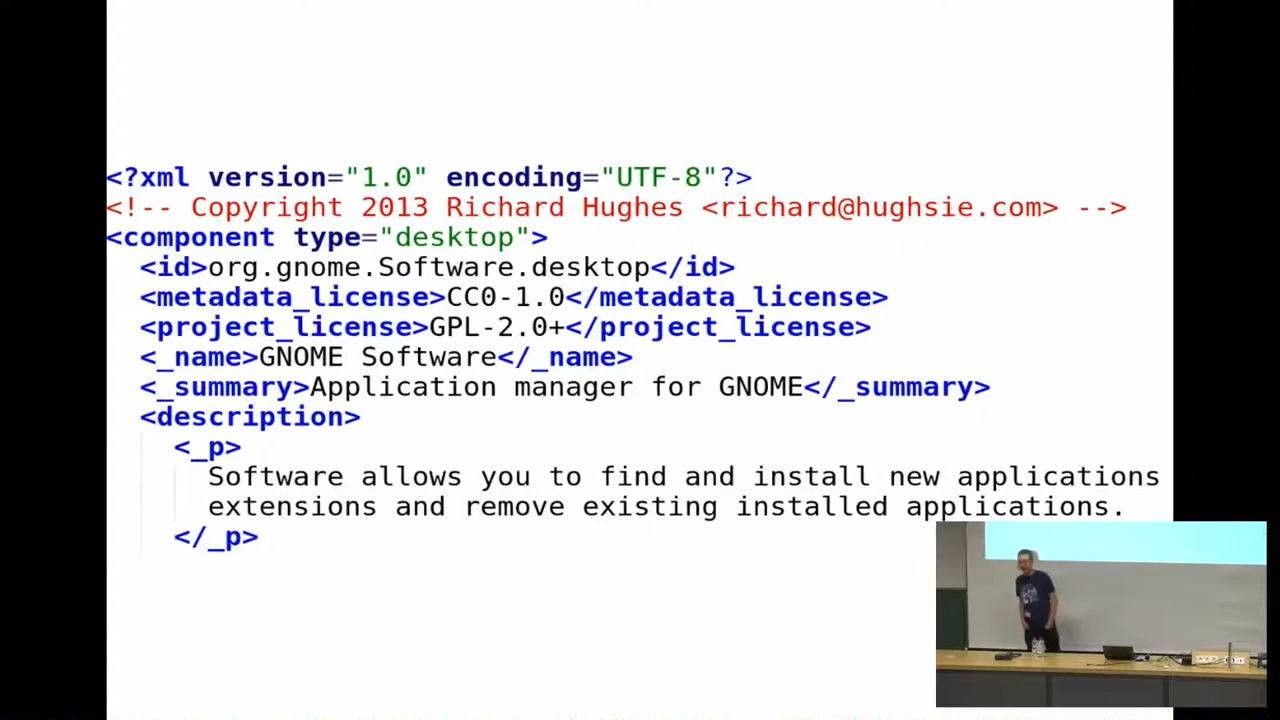 <?xml version="1.0" encoding="UTF-8"?>
<!-- Copyright 2013 Richard Hughes <richard@hughsie.com> -->
<component type="desktop">
<id>org.gnome.Software.desktop</id>
<metadata_license>CC0-1.0</metadata_license>
<project_license>GPL-2.0+</project_license>
<_name>GNOME Software</_name>
<_summary>Application manager for GNOME</_summary>
<description>
<_p>
Software allows you to find and install new applications
extensions and remove existing installed applications.
</_p>